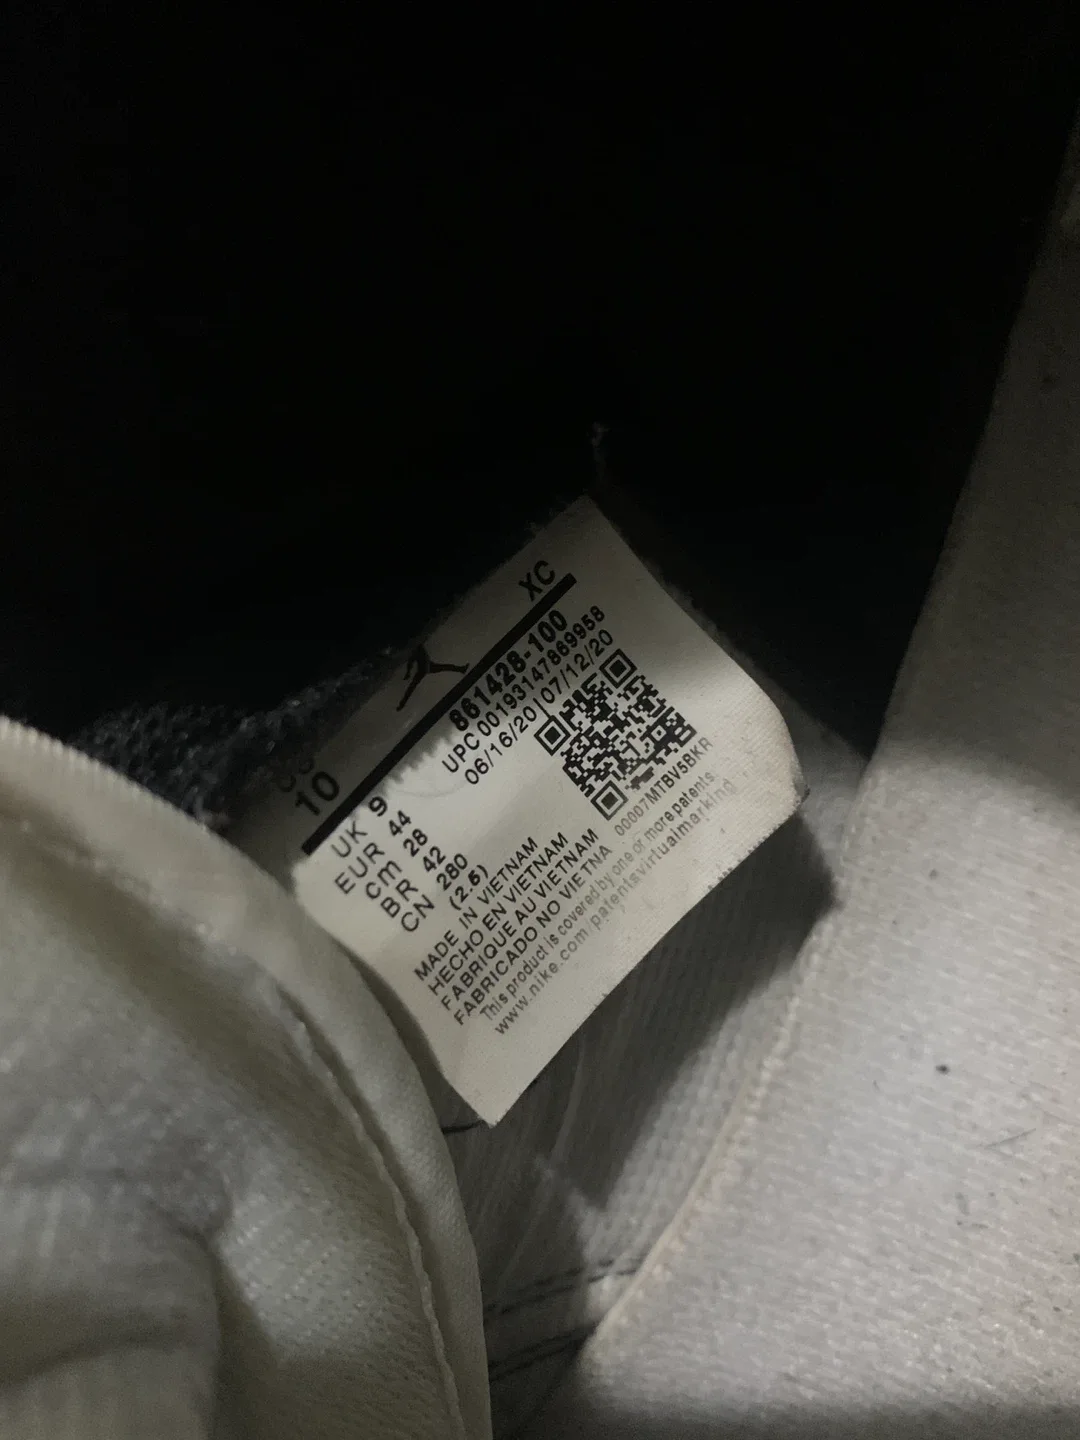 XC
10
861428-100
UPC 00193147869958
06/16/20|07/12/20
UK 9
EUR 44
cm 28
BR 42
CN 280
(2.5)
00007MTBV5BKR
MADE IN VIETNAM
HECHO EN VIETNAM
FABRIQUE AU VIETNAM
FABRICADO NO VIETNA
This product is covered by one or more patents
www.nike.com/patentsvirtualmarking